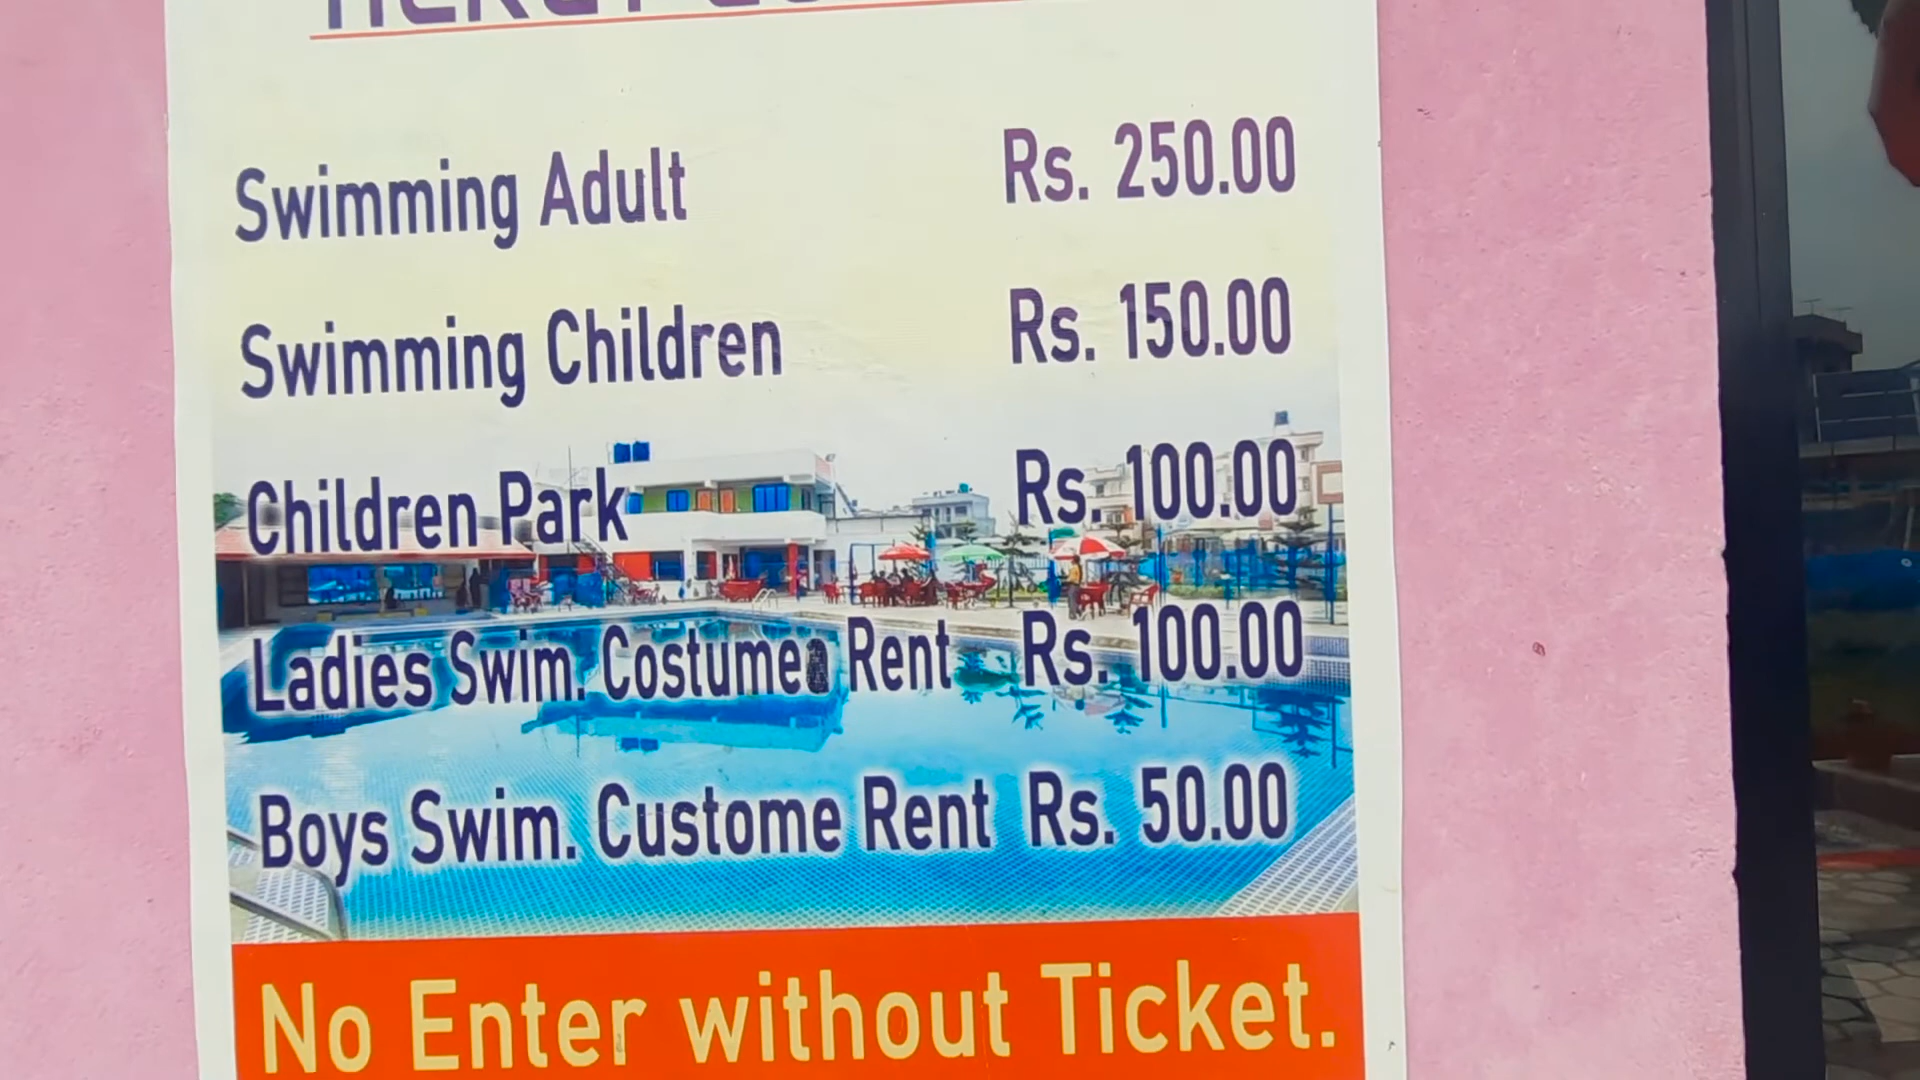 Swimming Adult Rs. 250.00
Swimming Children Rs. 150.00
Children Park Rs. 100.00
Ladies Swim. Costume Rent Rs. 100.00
Boys Swim. Custome Rent Rs. 50.00
No Enter without Ticket.